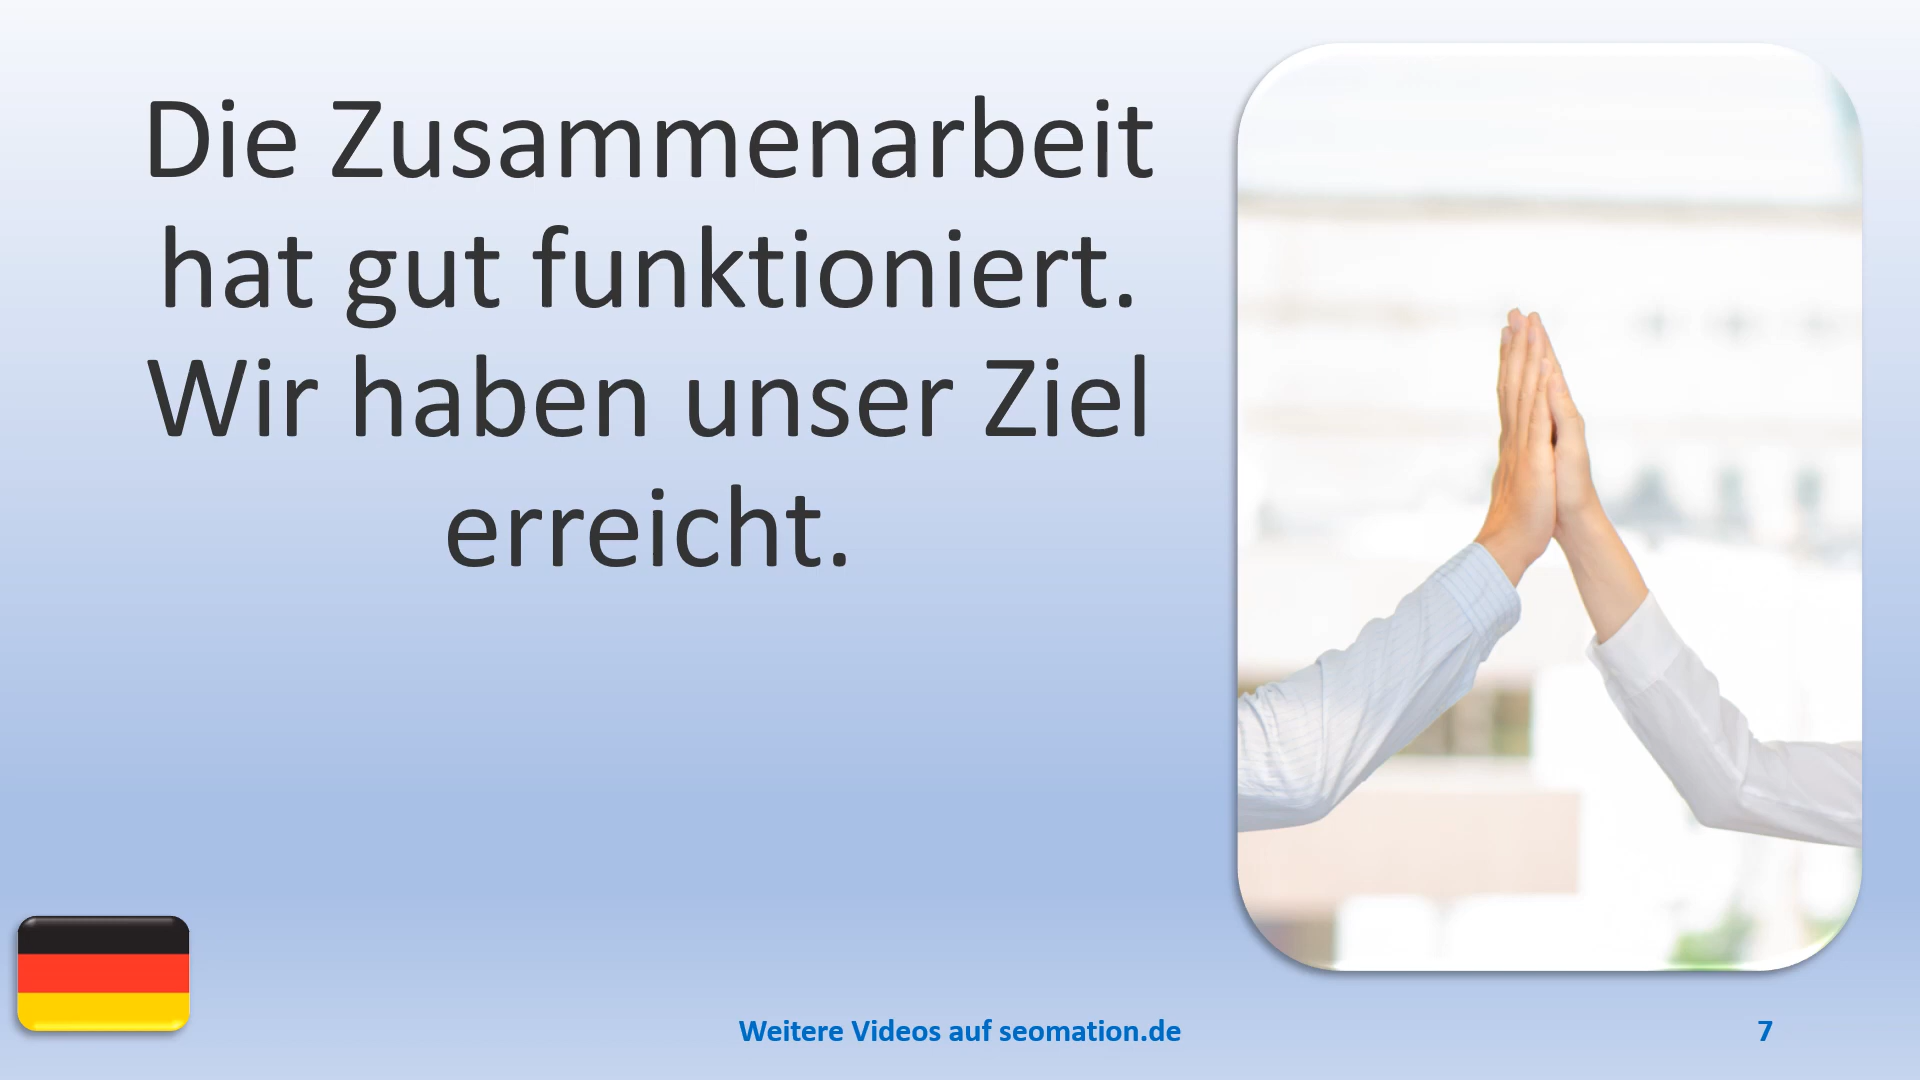 Die Zusammenarbeit
hat gut funktioniert.
Wir haben unser Ziel
erreicht.
Weitere Videos auf seomation.de
7